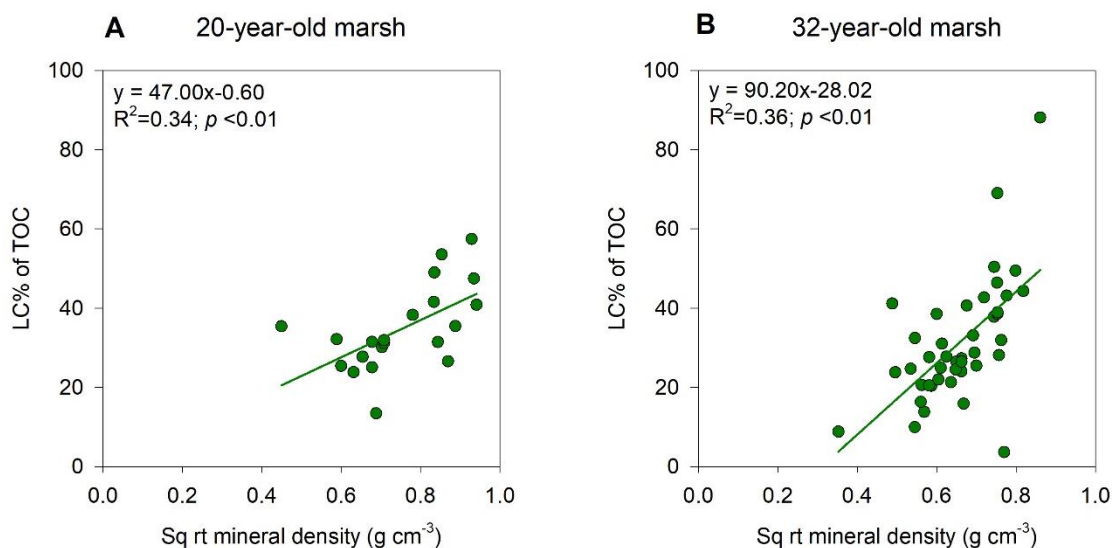 A 20-year-old marsh
100
80
60
40
20
0
y = 47.00x-0.60
R²=0.34; p <0.01
LC% of TOC
0.0 0.2 0.4 0.6 0.8 1.0
Sq rt mineral density (g cm⁻³)
B 32-year-old marsh
100
80
60
40
20
0
y = 90.20x-28.02
R²=0.36; p <0.01
LC% of TOC
0.0 0.2 0.4 0.6 0.8 1.0
Sq rt mineral density (g cm⁻³)